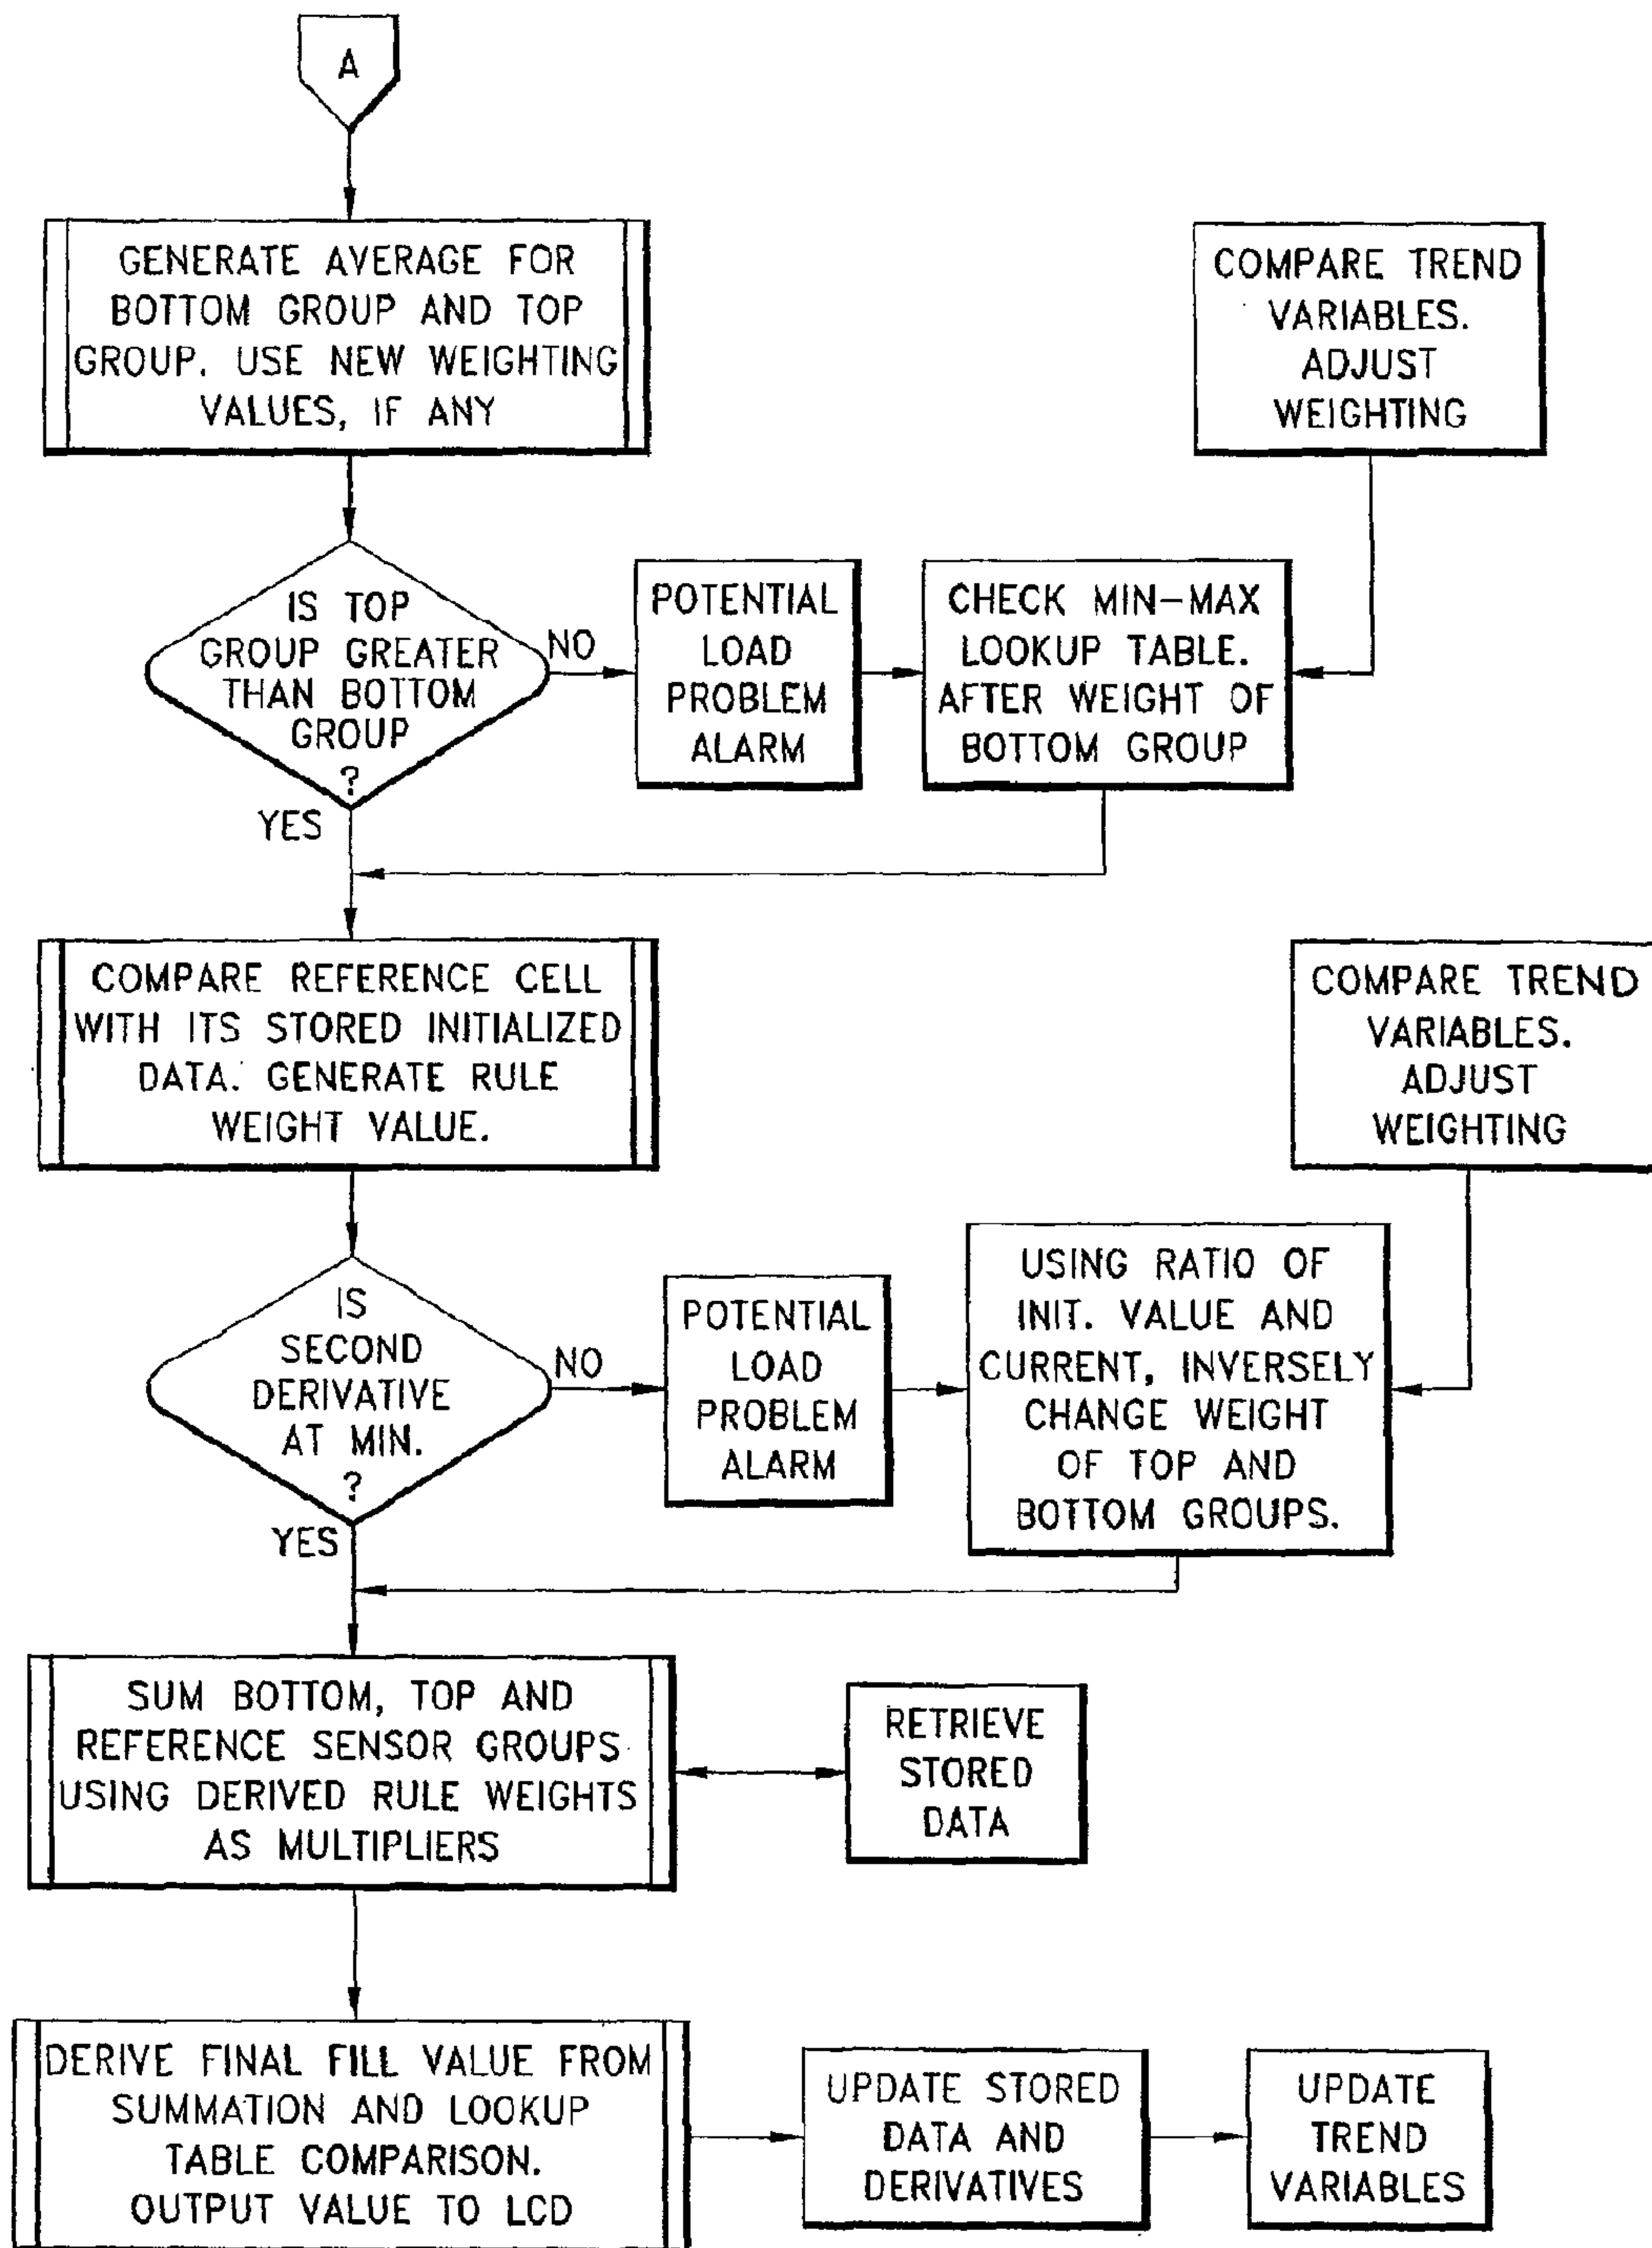 A
GENERATE AVERAGE FOR
BOTTOM GROUP AND TOP
GROUP. USE NEW WEIGHTING
VALUES, IF ANY
COMPARE TREND
VARIABLES.
ADJUST
WEIGHTING
IS TOP
GROUP GREATER
THAN BOTTOM
GROUP
?
NO
YES
POTENTIAL
LOAD
PROBLEM
ALARM
CHECK MIN-MAX
LOOKUP TABLE.
AFTER WEIGHT OF
BOTTOM GROUP
COMPARE REFERENCE CELL
WITH ITS STORED INITIALIZED
DATA. GENERATE RULE
WEIGHT VALUE.
COMPARE TREND
VARIABLES.
ADJUST
WEIGHTING
IS
SECOND
DERIVATIVE
AT MIN.
?
NO
YES
POTENTIAL
LOAD
PROBLEM
ALARM
USING RATIO OF
INIT. VALUE AND
CURRENT, INVERSELY
CHANGE WEIGHT
OF TOP AND
BOTTOM GROUPS.
SUM BOTTOM, TOP AND
REFERENCE SENSOR GROUPS
USING DERIVED RULE WEIGHTS
AS MULTIPLIERS
RETRIEVE
STORED
DATA
DERIVE FINAL FILL VALUE FROM
SUMMATION AND LOOKUP
TABLE COMPARISON.
OUTPUT VALUE TO LCD
UPDATE STORED
DATA AND
DERIVATIVES
UPDATE
TREND
VARIABLES